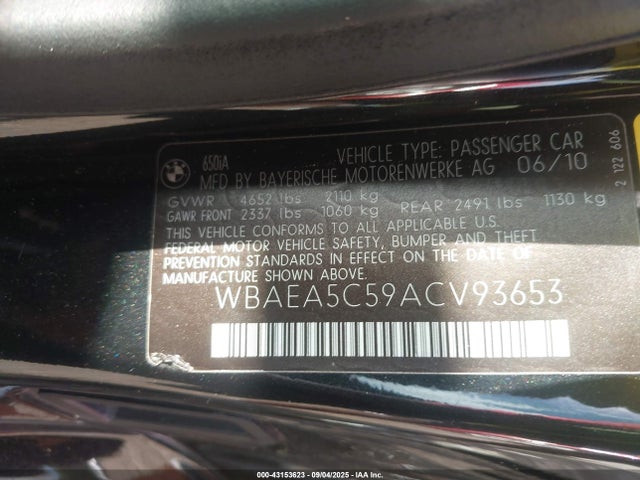 BMW
650iA
VEHICLE TYPE: PASSENGER CAR
MFD BY BAYERISCHE MOTORENWERKE AG 06/10
GVWR 4652 lbs 2110 kg
GAWR FRONT 2337 lbs 1060 kg REAR 2491 lbs 1130 kg
THIS VEHICLE CONFORMS TO ALL APPLICABLE U.S.
FEDERAL MOTOR VEHICLE SAFETY, BUMPER AND THEFT
PREVENTION STANDARDS IN EFFECT ON THE DATE OF
MANUFACTURE SHOWN ABOVE.
WBAEA5C59ACV93653
2 122 606
00-43153623 - 09/04/2025 - IAA Inc.